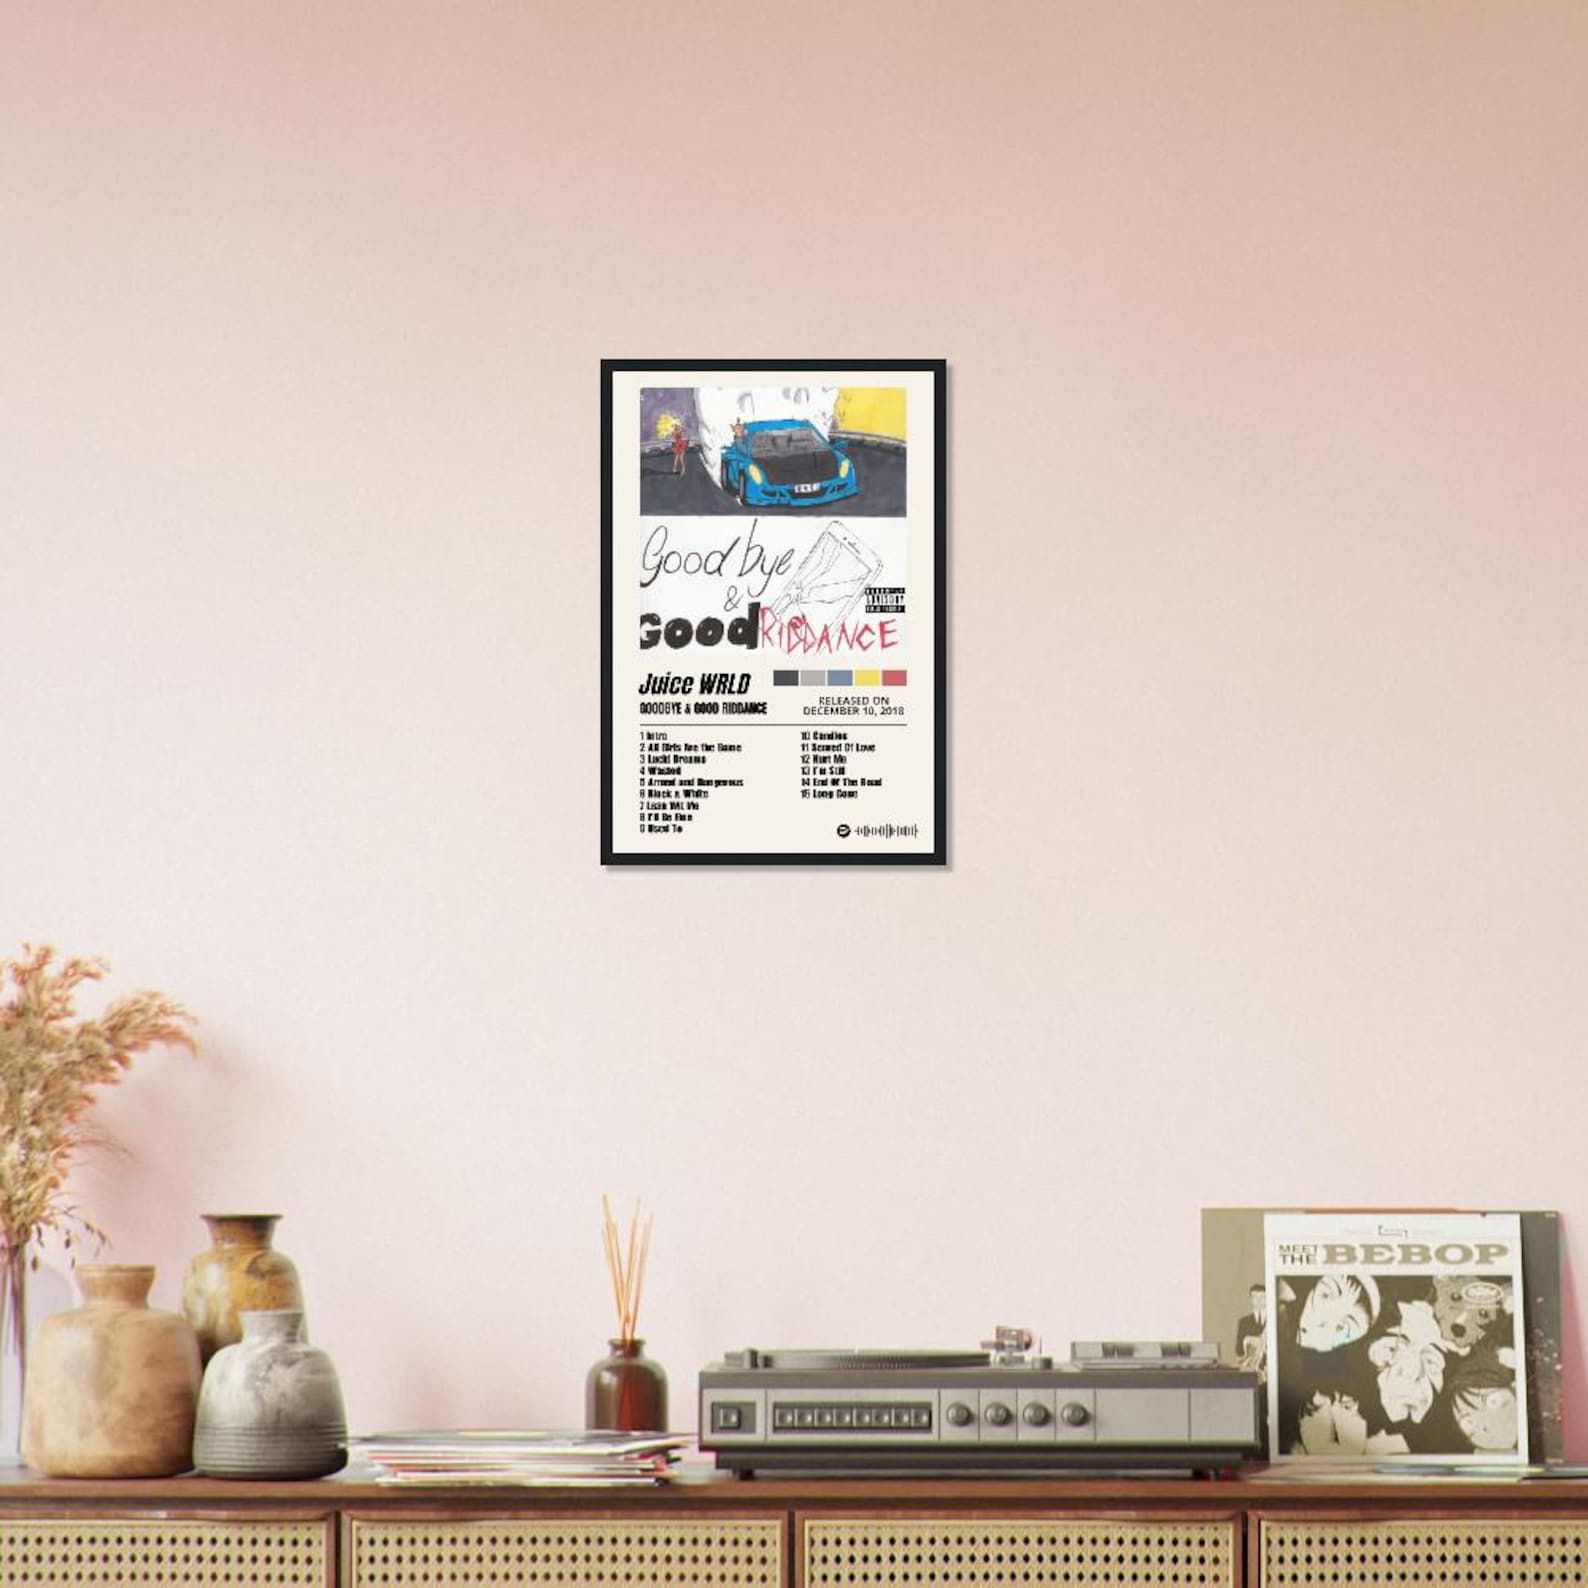 Goodbye
&
Good RIDDANCE
ADVISORY
Juice WRLD
GOODBYE & GOOD RIDDANCE
RELEASED ON
DECEMBER 10, 2018
1 Intro
2 All Girls Are the Same
3 Lucid Dreams
4 Wasted
5 Armed and Dangerous
6 Black & White
7 Lean Wit Me
8 I'll Be Fine
9 Used To
10 Candles
11 Scared Of Love
12 Hurt Me
13 I'm Still
14 End Of The Road
15 Long Gone
MEET
THE BEBOP